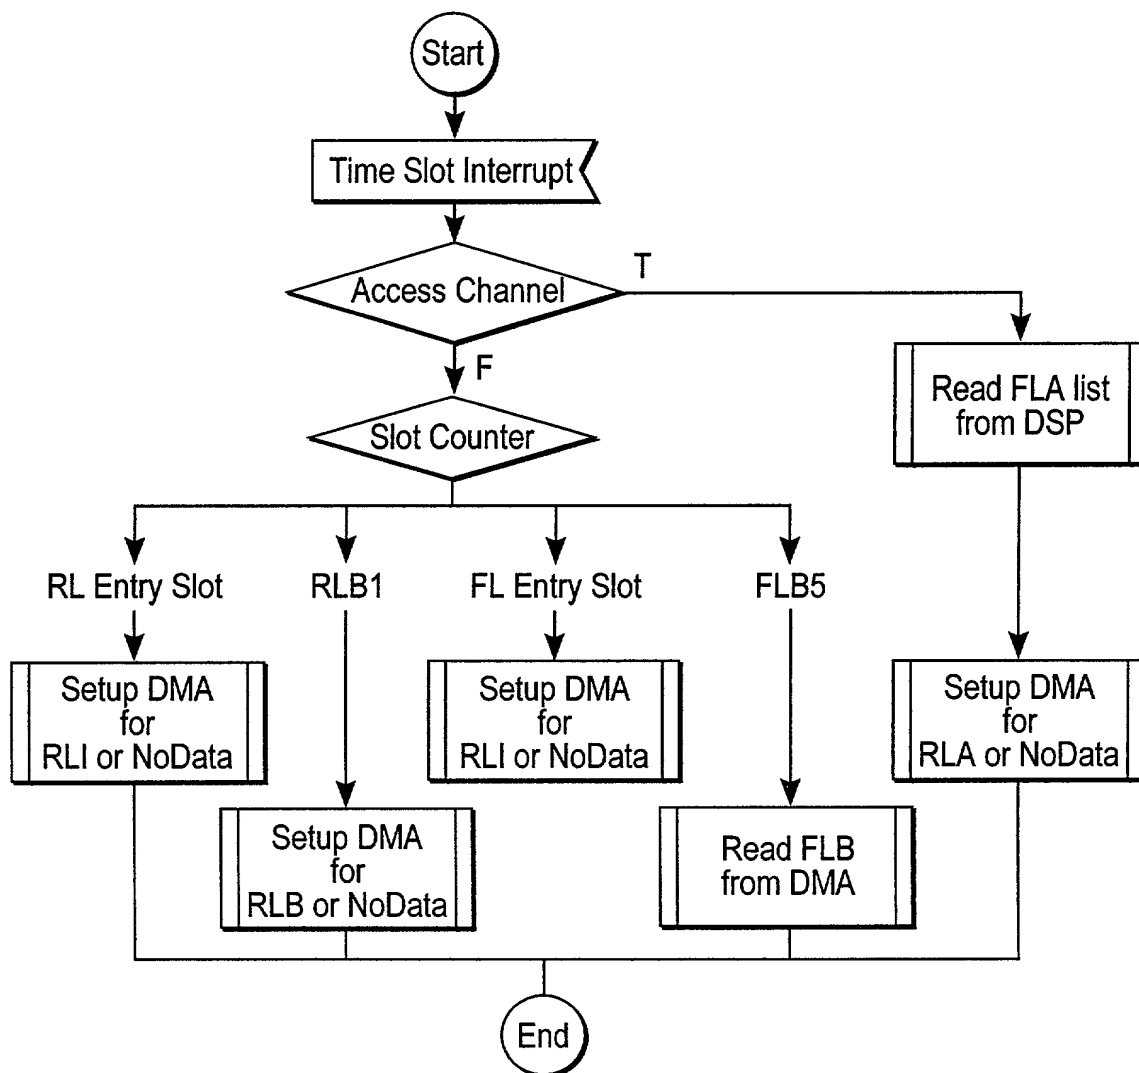 Start
Time Slot Interrupt
Access Channel
T
F
Read FLA list
from DSP
Slot Counter
RL Entry Slot
RLB1
FL Entry Slot
FLB5
Setup DMA
for
RLI or NoData
Setup DMA
for
RLI or NoData
Setup DMA
for
RLA or NoData
Setup DMA
for
RLB or NoData
Read FLB
from DMA
End